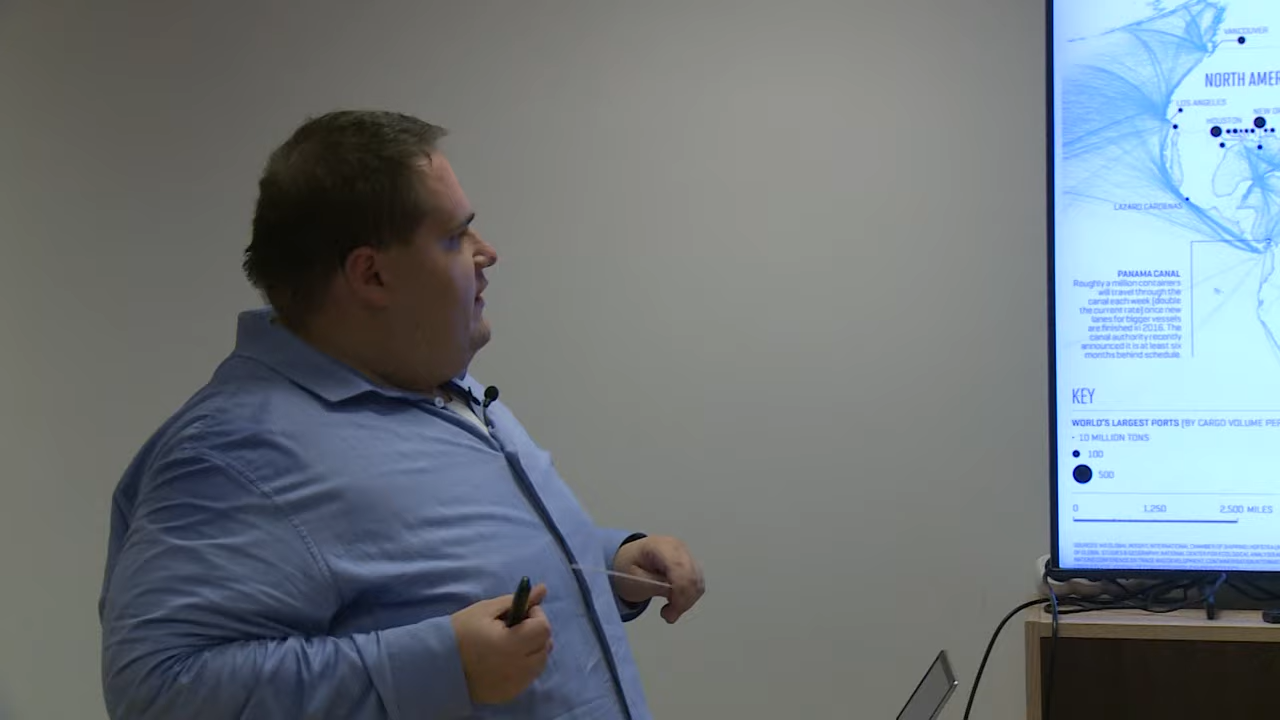 VANCOUVER
NORTH AMER
LOS ANGELES
NEW O
HOUSTON
LAZARO CARDENAS
PANAMA CANAL
Roughly a million containers
will travel through the
canal each week (double
the current rate) once new
lanes for bigger vessels
are finished in 2016. The
canal authority recently
announced it is at least six
months behind schedule.
KEY
WORLD'S LARGEST PORTS (BY CARGO VOLUME PER
10 MILLION TONS
100
500
0 1,250 2,500 MILES